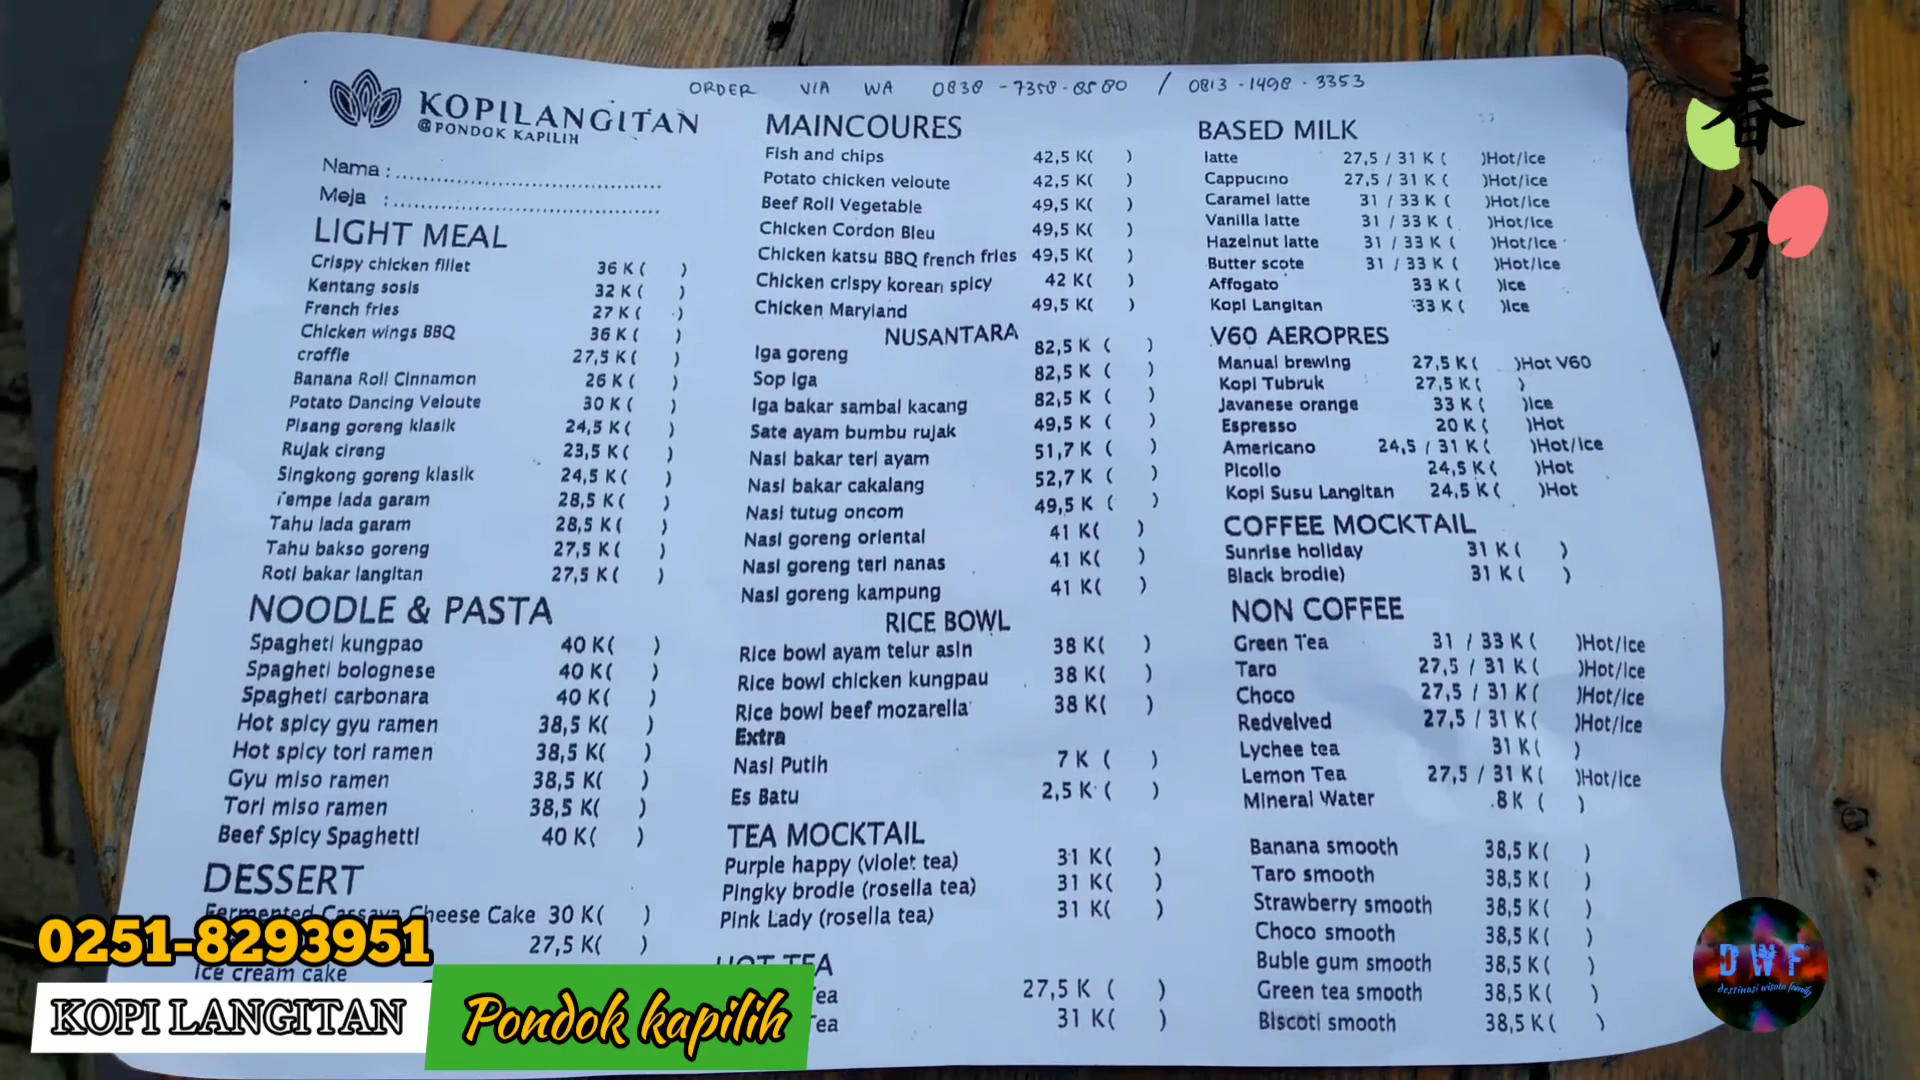 ORDER VIA WA 0838 -7358-8580 / 0813 -1498 - 3353
KOPILANGITAN
@PONDOK KAPILIH
Nama :
Meja :
LIGHT MEAL
Crispy chicken fillet 36 K ( )
Kentang sosis 32 K ( )
French fries 27 K ( )
Chicken wings BBQ 36 K ( )
croffle 27,5 K ( )
Banana Roll Cinnamon 26 K ( )
Potato Dancing Veloute 30 K ( )
Pisang goreng klasik 24,5 K ( )
Rujak cireng 23,5 K ( )
Singkong goreng klasik 24,5 K ( )
Tempe lada garam 28,5 K ( )
Tahu lada garam 28,5 K ( )
Tahu bakso goreng 27,5 K ( )
Roti bakar langitan 27,5 K ( )
NOODLE & PASTA
Spagheti kungpao 40 K( )
Spagheti bolognese 40 K( )
Spagheti carbonara 40 K( )
Hot spicy gyu ramen 38,5 K( )
Hot spicy tori ramen 38,5 K( )
Gyu miso ramen 38,5 K( )
Tori miso ramen 38,5 K( )
Beef Spicy Spaghetti 40 K( )
DESSERT
Fermented Cassava Cheese Cake 30 K( )
27,5 K( )
Ice cream cake
MAINCOURES
Fish and chips 42,5 K( )
Potato chicken veloute 42,5 K( )
Beef Roll Vegetable 49,5 K( )
Chicken Cordon Bleu 49,5 K( )
Chicken katsu BBQ french fries 49,5 K( )
Chicken crispy korean spicy 42 K( )
Chicken Maryland 49,5 K( )
NUSANTARA
Iga goreng 82,5 K ( )
Sop Iga 82,5 K ( )
Iga bakar sambal kacang 82,5 K ( )
Sate ayam bumbu rujak 49,5 K ( )
Nasi bakar teri ayam 51,7 K ( )
Nasi bakar cakalang 52,7 K ( )
Nasi tutug oncom 49,5 K ( )
Nasi goreng oriental 41 K( )
Nasi goreng teri nanas 41 K( )
Nasi goreng kampung 41 K( )
RICE BOWL
Rice bowl ayam telur asin 38 K( )
Rice bowl chicken kungpau 38 K( )
Rice bowl beef mozarella 38 K( )
Extra
Nasi Putih 7 K ( )
Es Batu 2,5 K ( )
TEA MOCKTAIL
Purple happy (violet tea) 31 K( )
Pingky brodie (rosella tea) 31 K( )
Pink Lady (rosella tea) 31 K( )
HOT TEA
Tea 27,5 K ( )
Tea 31 K( )
BASED MILK
latte 27,5 / 31 K ( )Hot/Ice
Cappucino 27,5 / 31 K ( )Hot/Ice
Caramel latte 31 / 33 K ( )Hot/Ice
Vanilla latte 31 / 33 K ( )Hot/Ice
Hazelnut latte 31 / 33 K ( )Hot/Ice
Butter scote 31 / 33 K ( )Hot/Ice
Affogato 33 K ( )Ice
Kopi Langitan 33 K ( )Ice
V60 AEROPRES
Manual brewing 27,5 K ( )Hot V60
Kopi Tubruk 27,5 K ( )
Javanese orange 33 K ( )Ice
Espresso 20 K ( )Hot
Americano 24,5 / 31 K ( )Hot/Ice
Picollo 24,5 K ( )Hot
Kopi Susu Langitan 24,5 K ( )Hot
COFFEE MOCKTAIL
Sunrise holiday 31 K ( )
Black brodie) 31 K ( )
NON COFFEE
Green Tea 31 / 33 K ( )Hot/Ice
Taro 27,5 / 31 K ( )Hot/Ice
Choco 27,5 / 31 K( )Hot/Ice
Redvelved 27,5 / 31 K( )Hot/Ice
Lychee tea 31 K( )
Lemon Tea 27,5 / 31 K ( )Hot/Ice
Mineral Water 8 K ( )
Banana smooth 38,5 K ( )
Taro smooth 38,5 K ( )
Strawberry smooth 38,5 K ( )
Choco smooth 38,5 K ( )
Buble gum smooth 38,5 K ( )
Green tea smooth 38,5 K ( )
Biscoti smooth 38,5 K ( )
春分
0251-8293951
KOPI LANGITAN
Pondok kapilih
DWF
destinasi wisata family